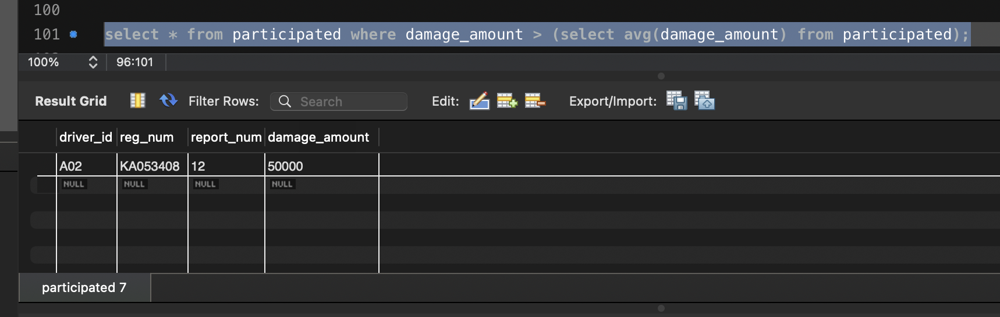 100
101 select * from participated where damage_amount > (select avg(damage_amount) from participated);
100% 96:101
Result Grid Filter Rows: Search Edit: Export/Import:
driver_id reg_num report_num damage_amount
A02 KA053408 12 50000
NULL NULL NULL NULL
participated 7